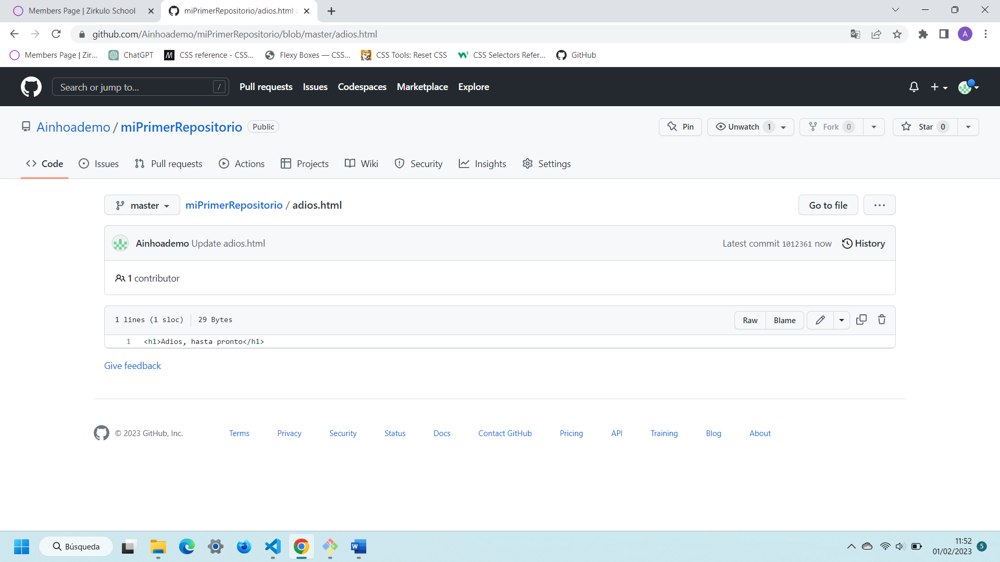 Members Page | Zirkulo School
miPrimerRepositorio/adios.html a
github.com/Ainhoademo/miPrimerRepositorio/blob/master/adios.html
A
Members Page | Zir...
ChatGPT
M
CSS reference - CSS...
Flexy Boxes — CSS...
CSS Tools: Reset CSS
CSS Selectors Refer...
GitHub
Search or jump to...
/
Pull requests
Issues
Codespaces
Marketplace
Explore
Ainhoademo / miPrimerRepositorio
Public
Pin
Unwatch 1
Fork 0
Star 0
Code
Issues
Pull requests
Actions
Projects
Wiki
Security
Insights
Settings
master
miPrimerRepositorio / adios.html
Go to file
Ainhoademo Update adios.html
Latest commit 1012361 now
History
1 contributor
1 lines (1 sloc)
29 Bytes
Raw
Blame
1 <h1>Adios, hasta pronto</h1>
Give feedback
© 2023 GitHub, Inc.
Terms
Privacy
Security
Status
Docs
Contact GitHub
Pricing
API
Training
Blog
About
Búsqueda
W
11:52
01/02/2023
5